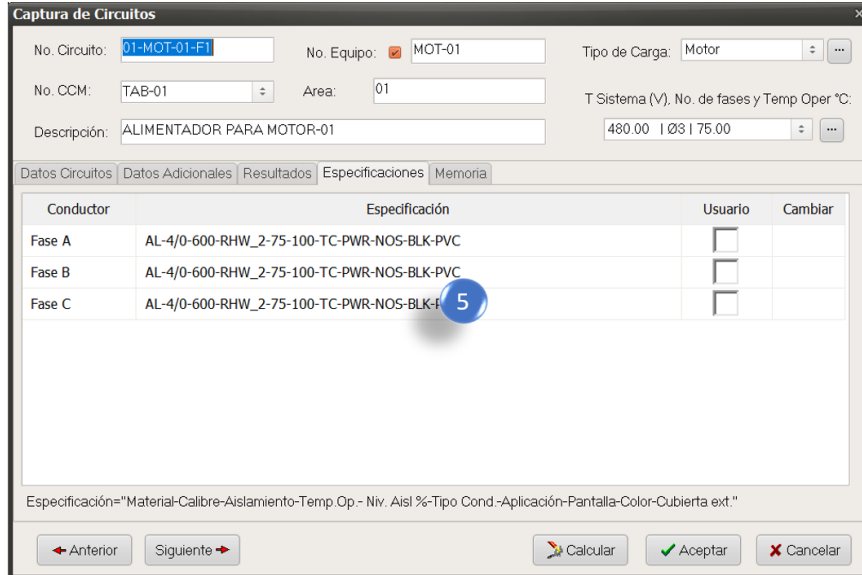 Captura de Circuitos
No. Circuito: 01-MOT-01-F1 No. Equipo: MOT-01 Tipo de Carga: Motor ...
No. CCM: TAB-01 Area: 01
T Sistema (V), No. de fases y Temp Oper °C:
Descripción: ALIMENTADOR PARA MOTOR-01 480.00 | Ø3 | 75.00 ...
Datos Circuitos Datos Adicionales Resultados Especificaciones Memoria
Conductor Especificación Usuario Cambiar
Fase A AL-4/0-600-RHW_2-75-100-TC-PWR-NOS-BLK-PVC
Fase B AL-4/0-600-RHW_2-75-100-TC-PWR-NOS-BLK-PVC
Fase C AL-4/0-600-RHW_2-75-100-TC-PWR-NOS-BLK- 5
Especificación="Material-Calibre-Aislamiento-Temp.Op.- Niv. Aisl %-Tipo Cond.-Aplicación-Pantalla-Color-Cubierta ext."
Anterior Siguiente Calcular Aceptar Cancelar